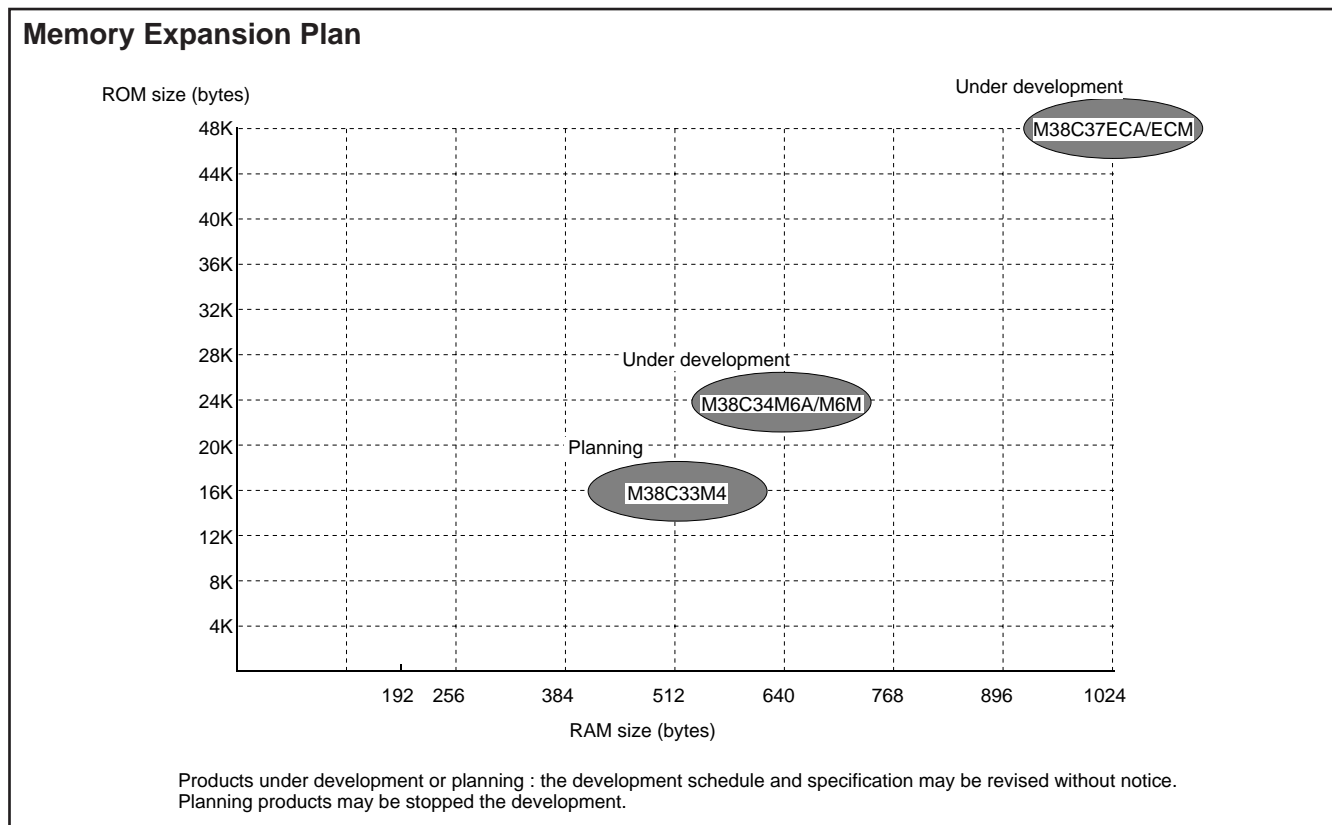 Memory Expansion Plan
ROM size (bytes)
Under development
48K
M38C37ECA/ECM
44K
40K
36K
32K
28K
Under development
24K
M38C34M6A/M6M
20K
Planning
16K
M38C33M4
12K
8K
4K
192 256 384 512 640 768 896 1024
RAM size (bytes)
Products under development or planning : the development schedule and specification may be revised without notice.
Planning products may be stopped the development.